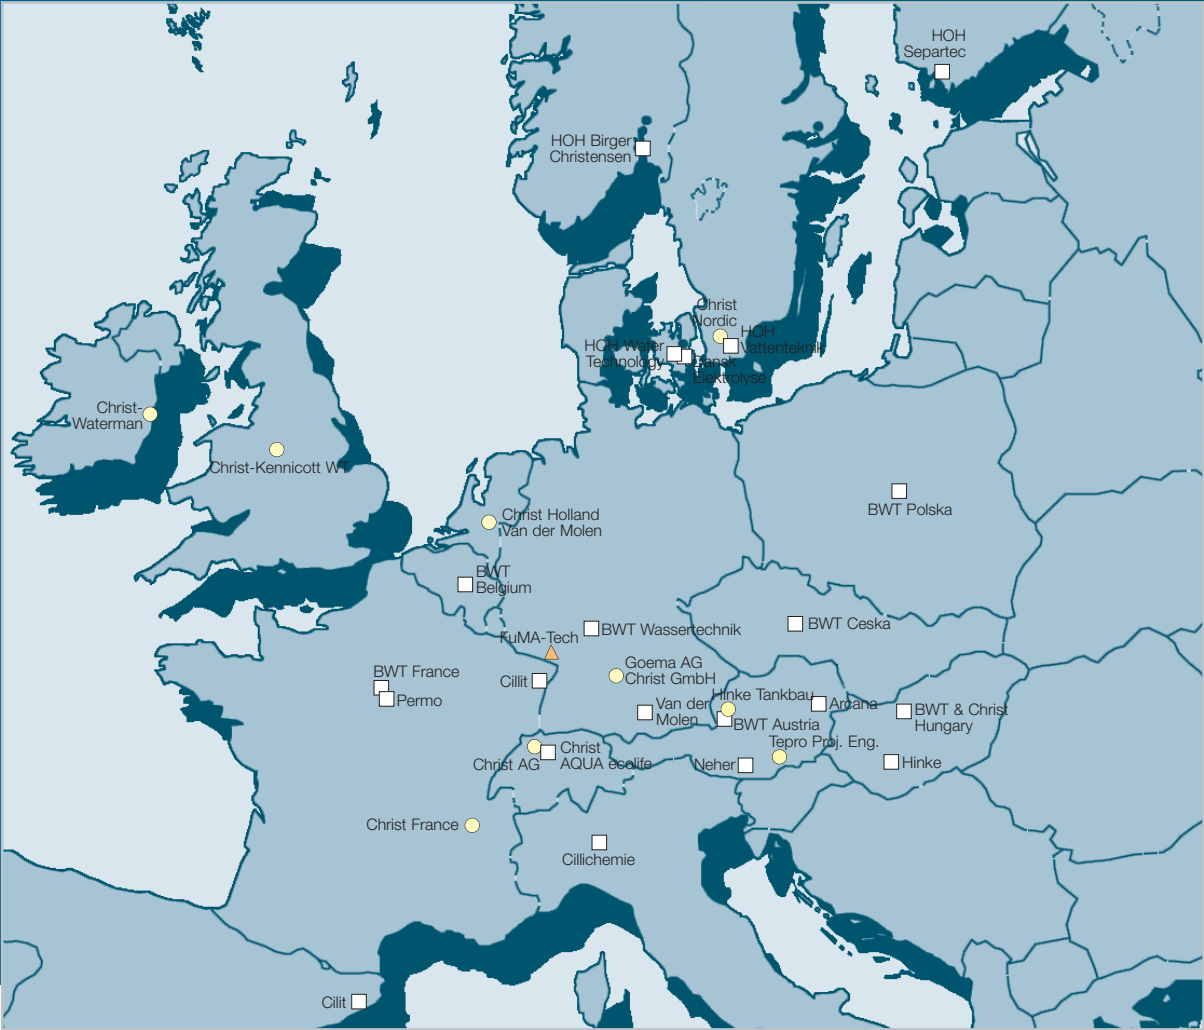 HOH
Separtec
HOH Birger
Christensen
Christ
Nordic
HOH
Vattenteknik
HOH Water
Technology
Dansk
Elektrolyse
Christ-
Waterman
Christ-Kennicott WT
BWT Polska
Christ Holland
Van der Molen
BWT
Belgium
BWT Ceska
BWT Wassertechnik
FuMA-Tech
Goema AG
Christ GmbH
BWT France
Permo
Cillit
Hinke Tankbau
Arcana
Van der
Molen
BWT Austria
BWT & Christ
Hungary
Tepro Proj. Eng.
Christ AG
Christ
AQUA ecolife
Neher
Hinke
Christ France
Cillichemie
Cilit